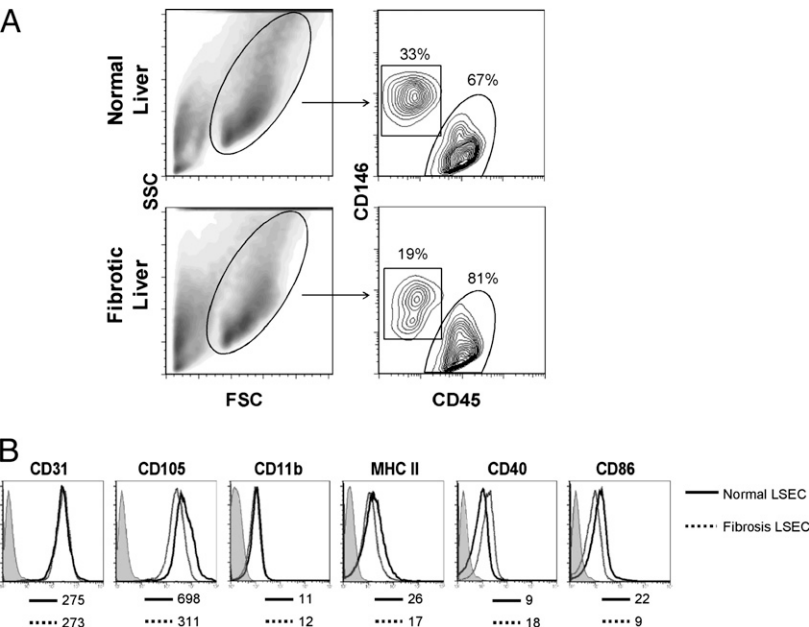 A
Normal
Liver
SSC
CD146
33%
67%
Fibrotic
Liver
19%
81%
FSC
CD45
B
CD31
CD105
CD11b
MHC II
CD40
CD86
Normal LSEC
Fibrosis LSEC
275
698
11
26
9
22
273
311
12
17
18
9